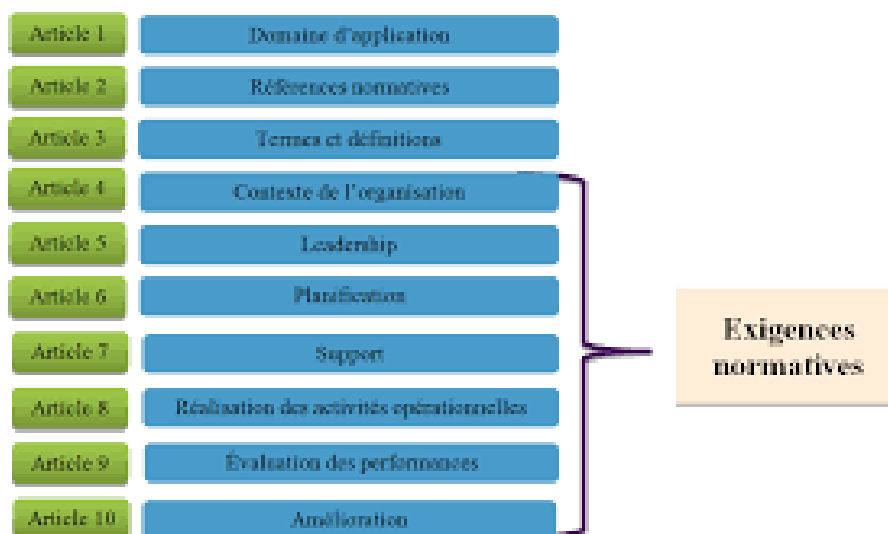 Article 1 Domaine d'application
Article 2 Références normatives
Article 3 Termes et définitions
Article 4 Contexte de l'organisation
Article 5 Leadership
Article 6 Planification
Article 7 Support
Article 8 Réalisation des activités opérationnelles
Article 9 Évaluation des performances
Article 10 Amélioration
Exigences
normatives